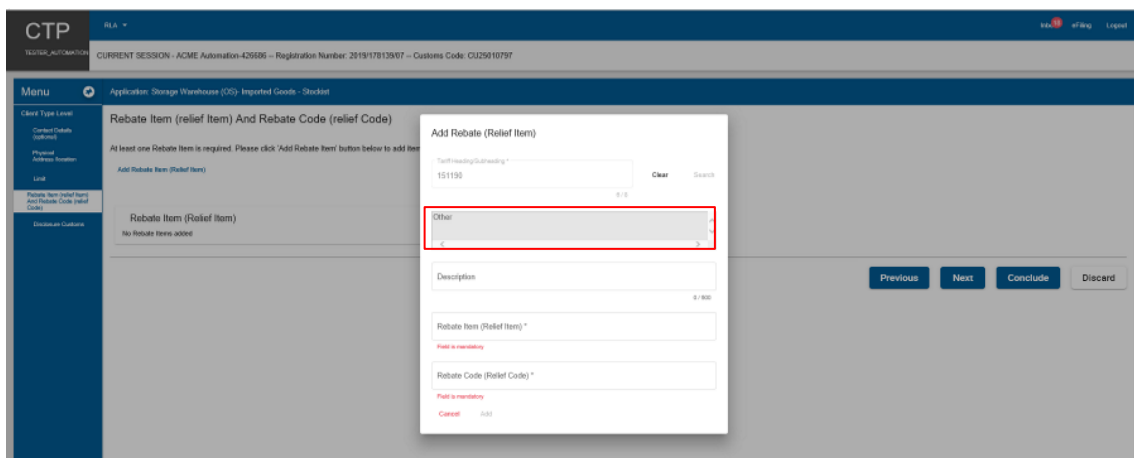 CTP
RLA
Inbox 10 eFiling Logout
TESTER_AUTOMATION
CURRENT SESSION - ACME Automation-426686 -- Registration Number: 2019/178139/07 -- Customs Code: CU25010797
Menu
Application: Storage Warehouse (OS)- Imported Goods - Stockist
Client Type Level
Contact Details (optional)
Physical Address /location
Limit
Rebate Item (relief Item) And Rebate Code (relief Code)
Disclosure Customs
Rebate Item (relief Item) And Rebate Code (relief Code)
At least one Rebate Item is required. Please click 'Add Rebate Item' button below to add item
Add Rebate Item (Relief Item)
Rebate Item (Relief Item)
No Rebate Items added
Add Rebate (Relief Item)
Tariff Heading/Subheading *
151190
Clear Search
8 / 8
Other
Description
0 / 900
Rebate Item (Relief Item) *
Field is mandatory
Rebate Code (Relief Code) *
Field is mandatory
Cancel Add
Previous Next Conclude Discard